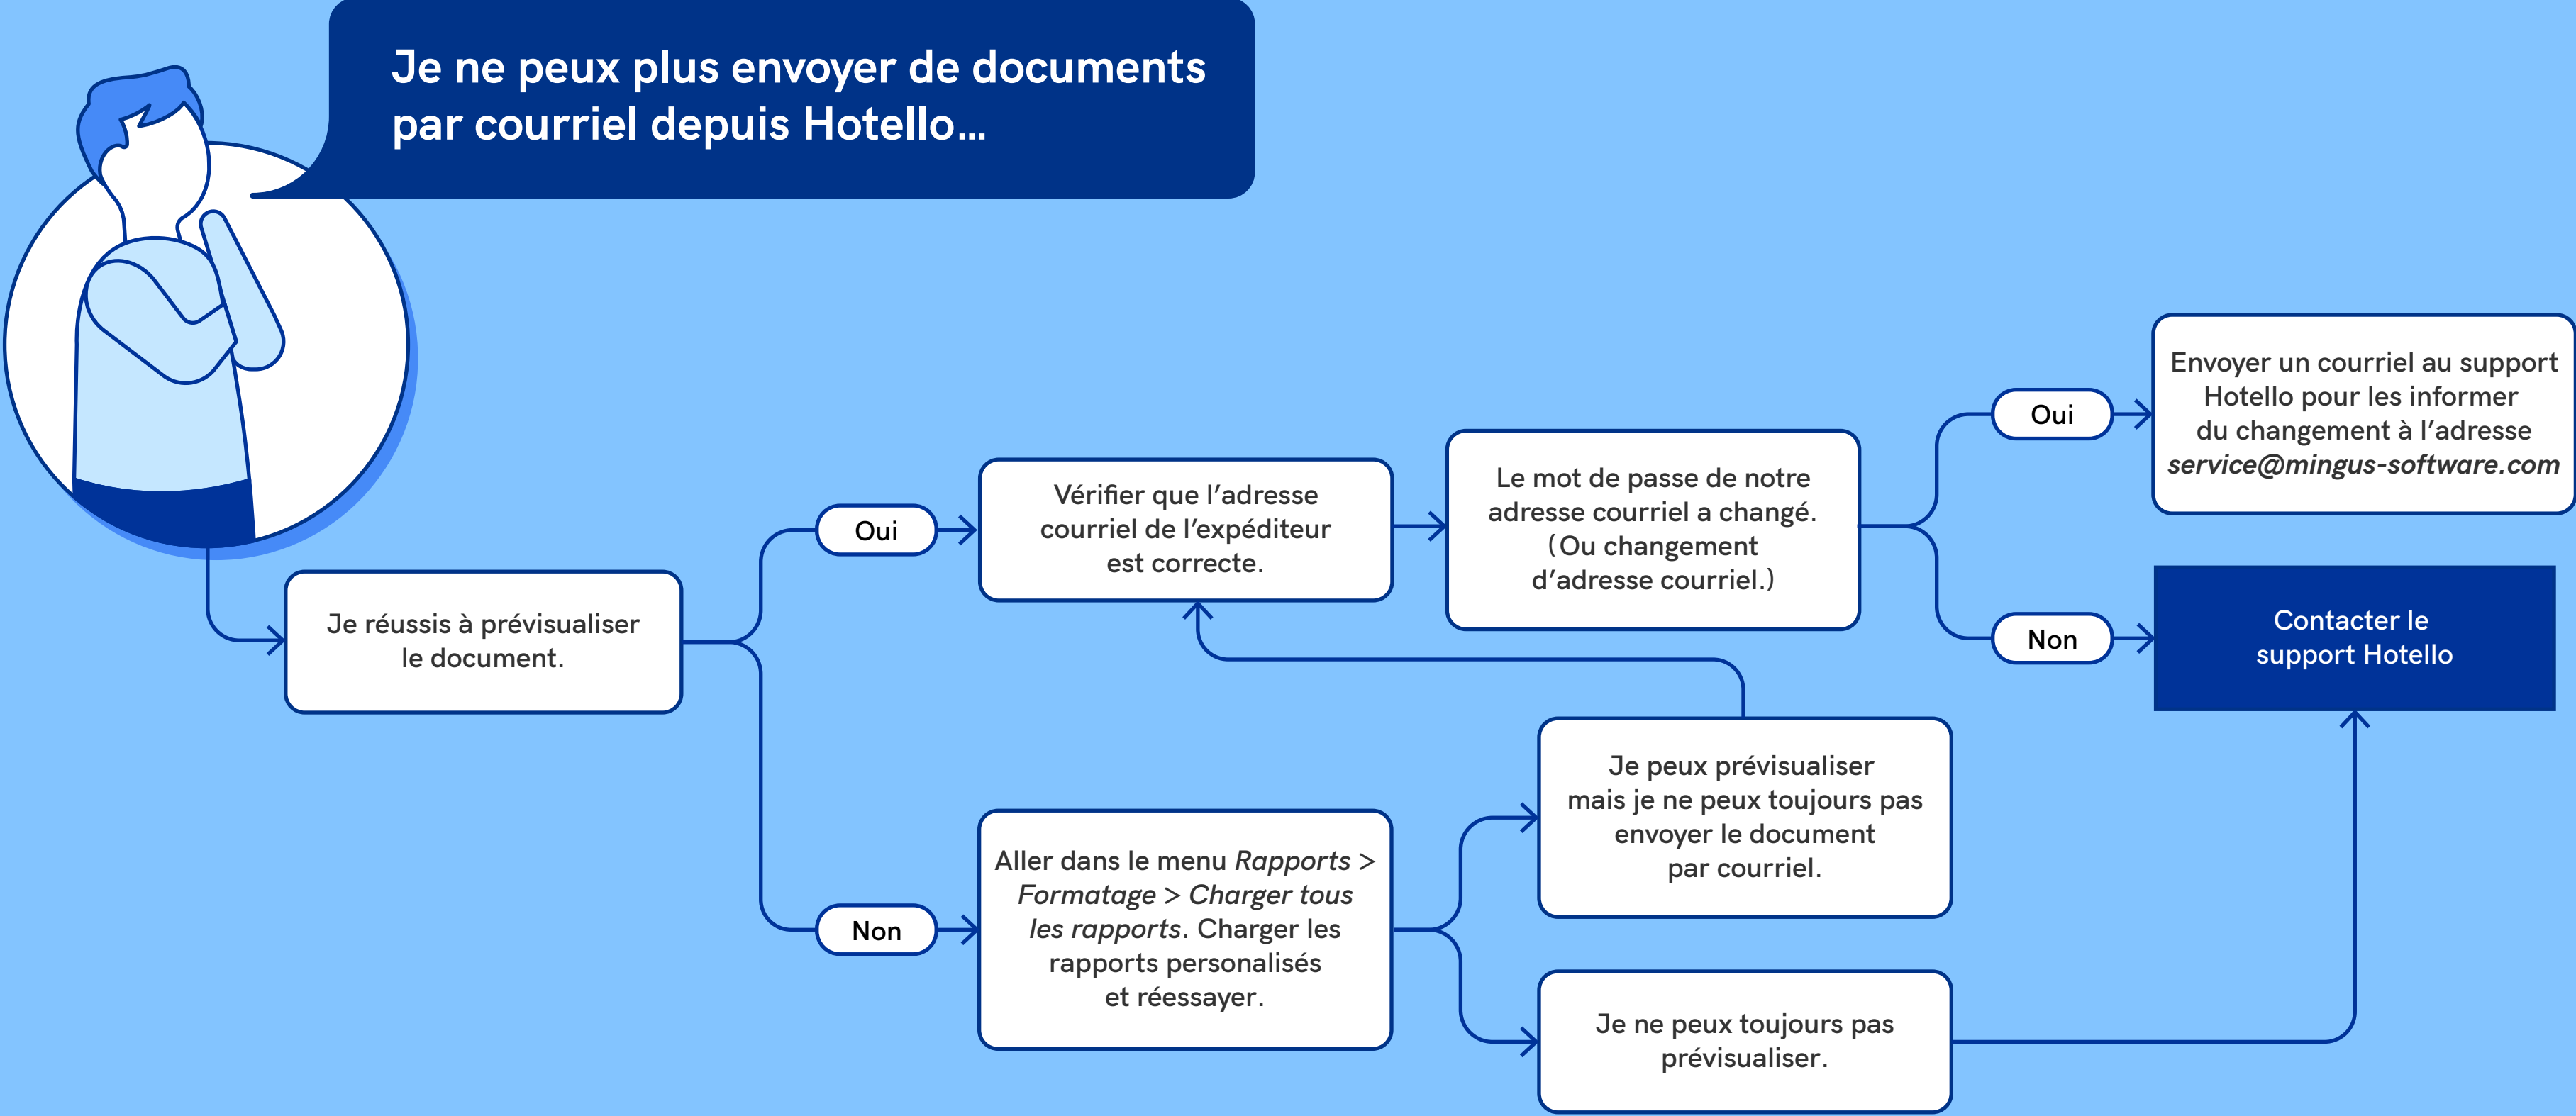 Je ne peux plus envoyer de documents
par courriel depuis Hotello...
Je réussis à prévisualiser
le document.
Oui
Vérifier que l’adresse
courriel de l’expéditeur
est correcte.
Le mot de passe de notre
adresse courriel a changé.
(Ou changement
d’adresse courriel.)
Oui
Envoyer un courriel au support
Hotello pour les informer
du changement à l’adresse
service@mingus-software.com
Non
Contacter le
support Hotello
Non
Aller dans le menu Rapports >
Formatage > Charger tous
les rapports. Charger les
rapports personalisés
et réessayer.
Je peux prévisualiser
mais je ne peux toujours pas
envoyer le document
par courriel.
Je ne peux toujours pas
prévisualiser.